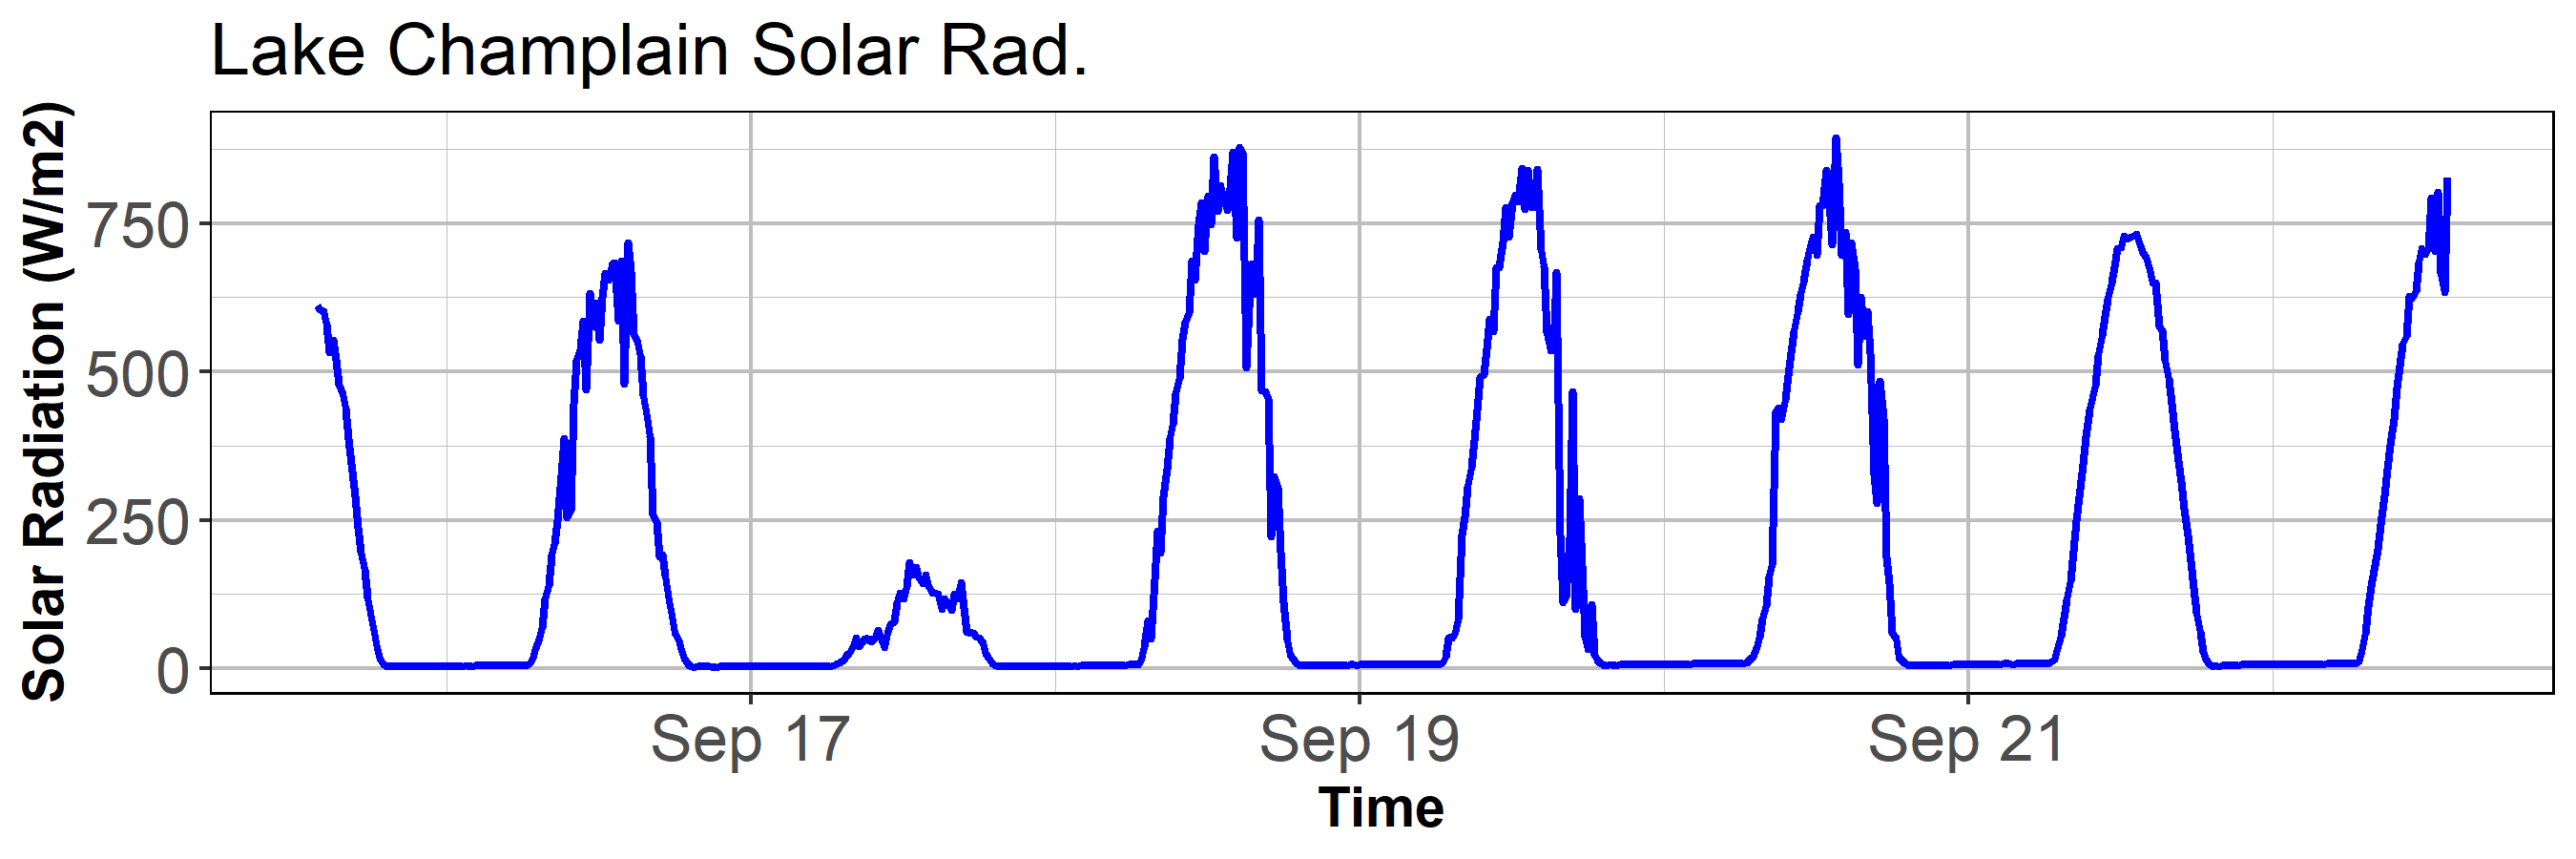 Lake Champlain Solar Rad.
Solar Radiation (W/m2)
750
500
250
0
Sep 17
Sep 19
Sep 21
Time